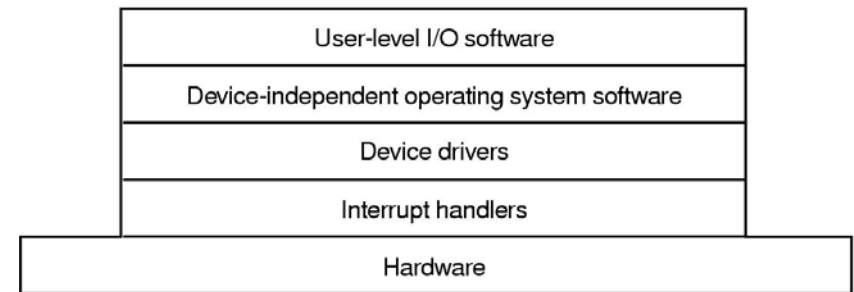 User-level I/O software
Device-independent operating system software
Device drivers
Interrupt handlers
Hardware